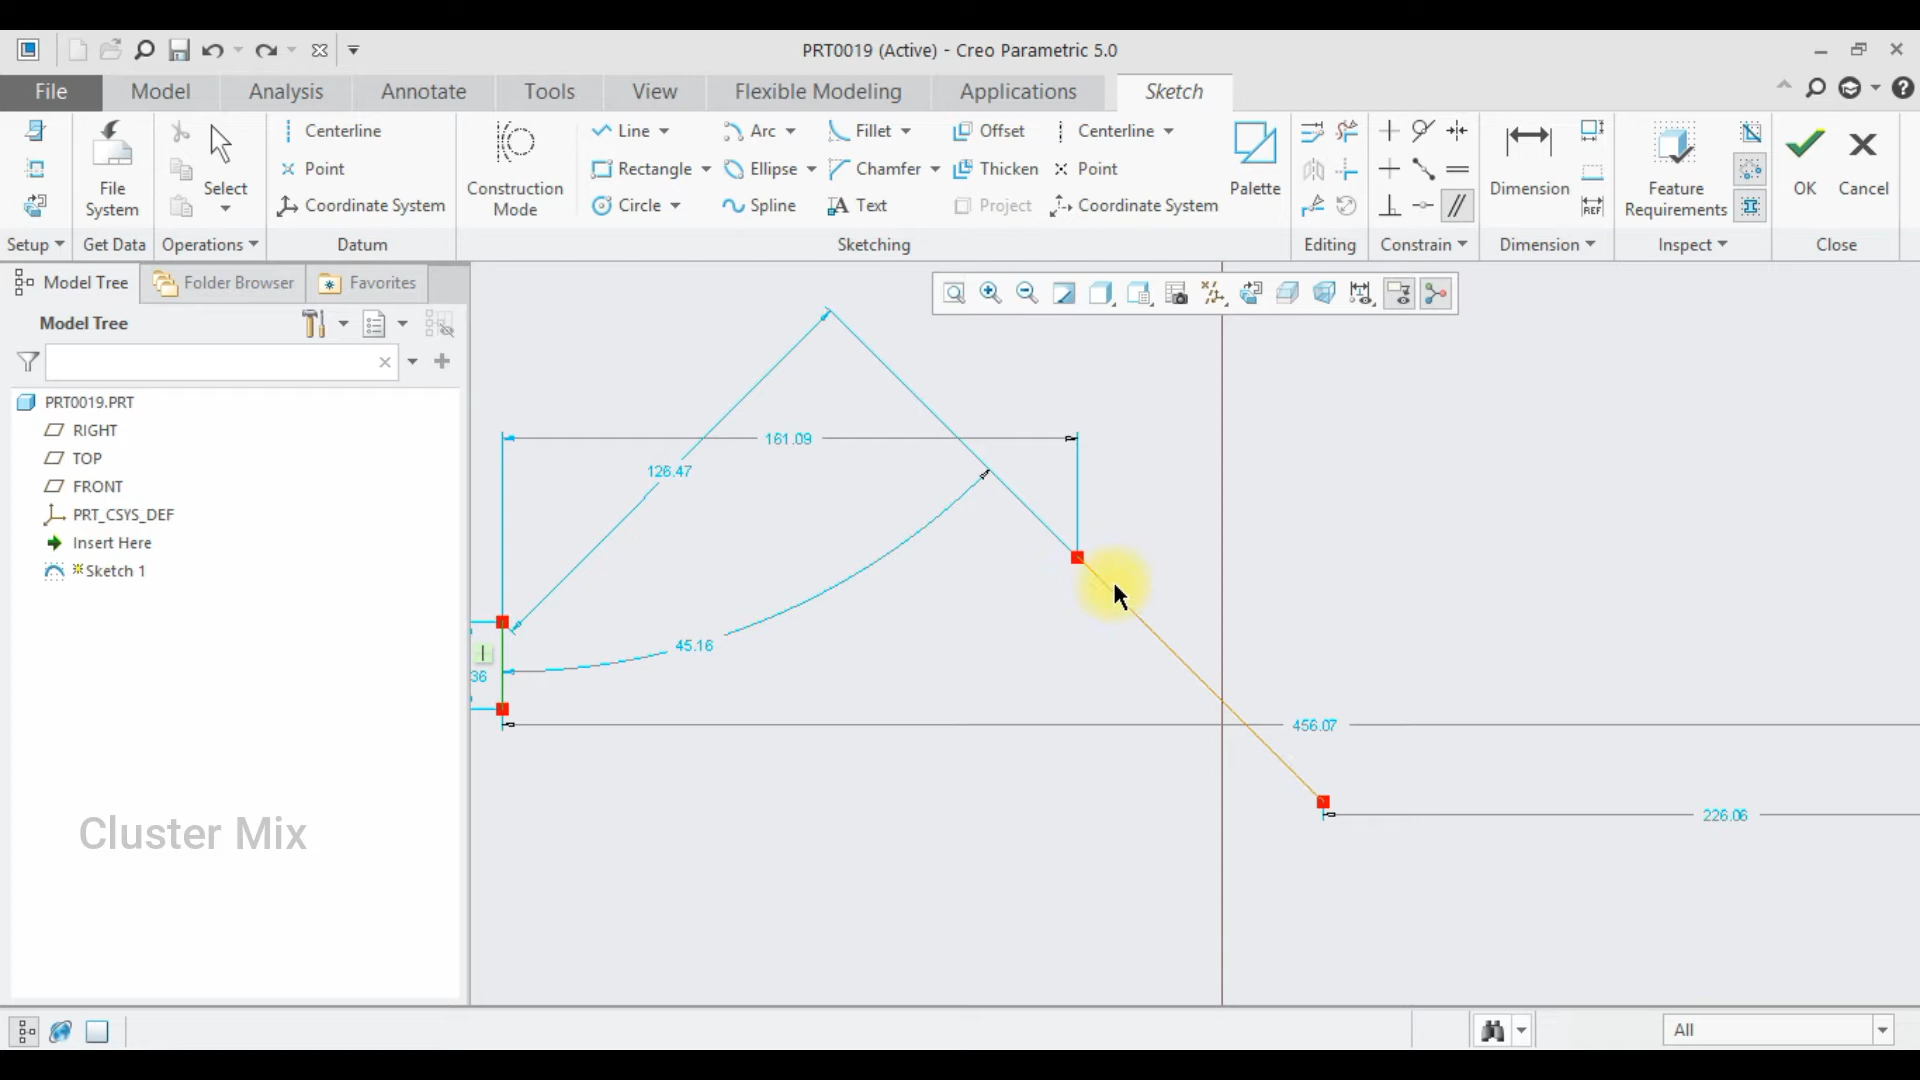 PRT0019 (Active) - Creo Parametric 5.0
File Model Analysis Annotate Tools View Flexible Modeling Applications Sketch
Centerline Line Arc Fillet Offset Centerline
Point Rectangle Ellipse Chamfer Thicken Point
Coordinate System Circle Spline Text Project Coordinate System
File System
Select
Construction Mode
Palette
Dimension
REF
Feature Requirements
OK
Cancel
Setup Get Data Operations Datum Sketching Editing Constrain Dimension Inspect Close
Model Tree Folder Browser Favorites
Model Tree
PRT0019.PRT
RIGHT
TOP
FRONT
PRT_CSYS_DEF
Insert Here
Sketch 1
161.09
126.47
45.16
36
456.07
226.06
Cluster Mix
All